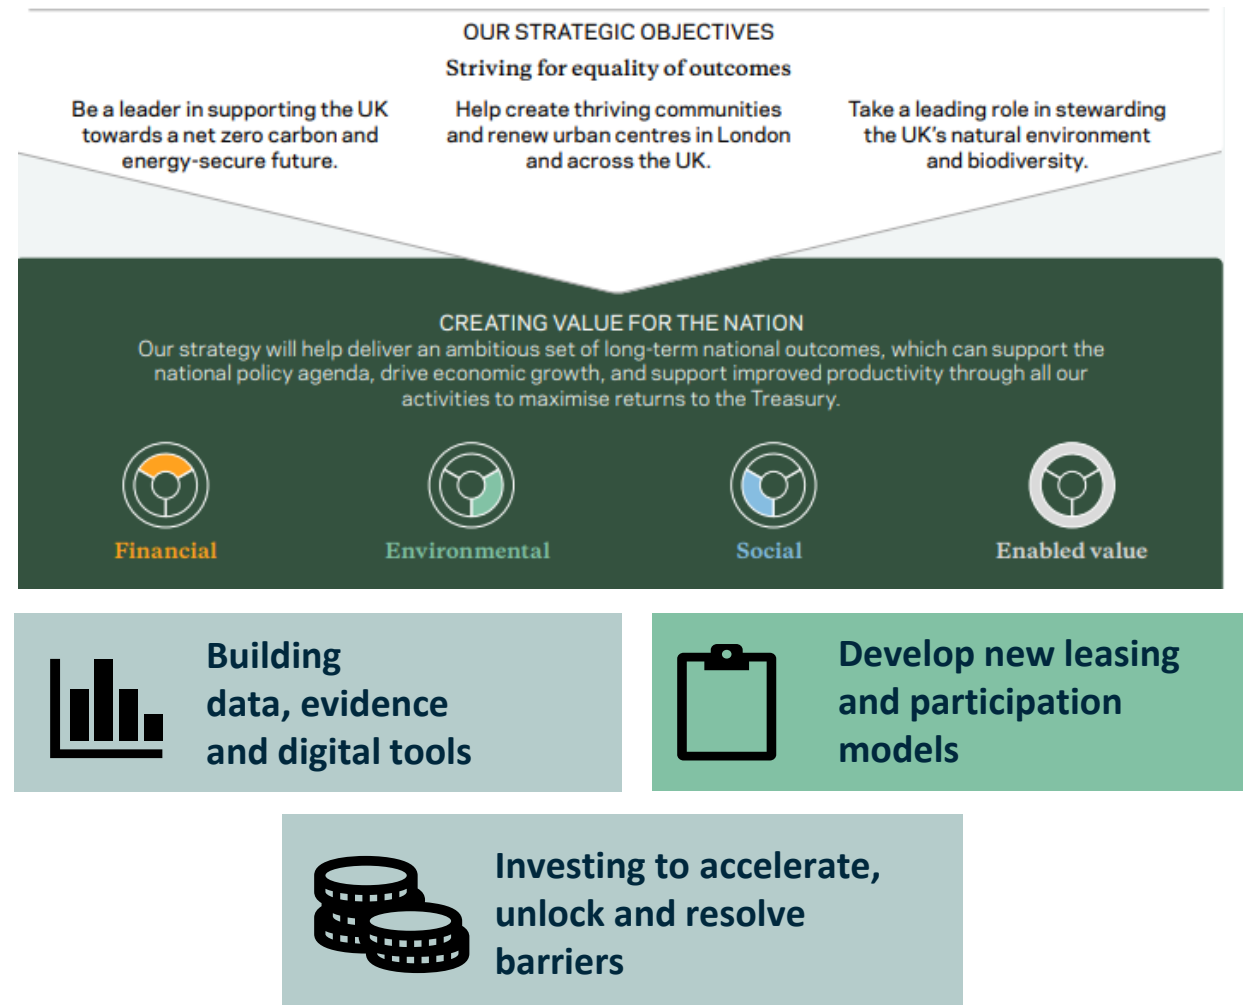 OUR STRATEGIC OBJECTIVES
Striving for equality of outcomes
Be a leader in supporting the UK
towards a net zero carbon and
energy-secure future.
Help create thriving communities
and renew urban centres in London
and across the UK.
Take a leading role in stewarding
the UK's natural environment
and biodiversity.
CREATING VALUE FOR THE NATION
Our strategy will help deliver an ambitious set of long-term national outcomes, which can support the
national policy agenda, drive economic growth, and support improved productivity through all our
activities to maximise returns to the Treasury.
Financial
Environmental
Social
Enabled value
Building
data, evidence
and digital tools
Develop new leasing
and participation
models
Investing to accelerate,
unlock and resolve
barriers